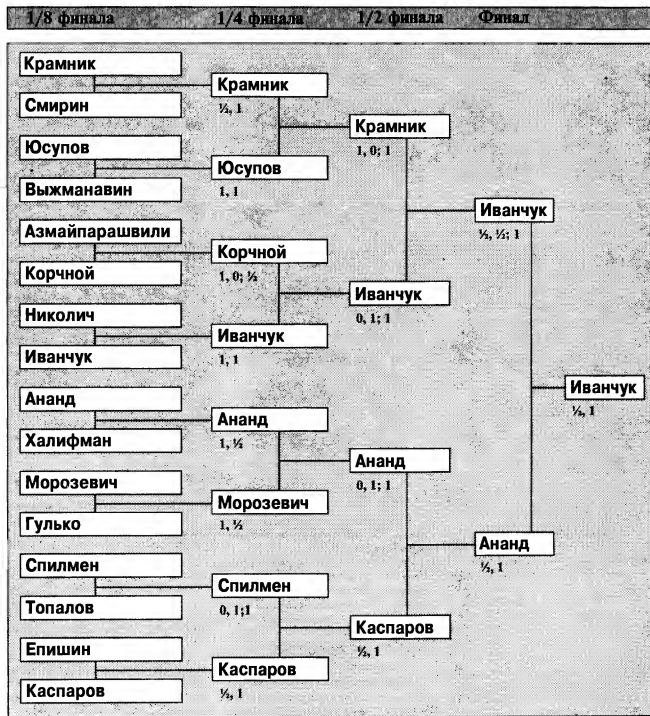 1/8 финала 1/4 финала 1/2 финала Финал
Крамник
Смирин
Юсупов
Выжманавин
Азмайпарашвили
Корчной
Николич
Иванчук
Ананд
Халифман
Морозевич
Гулько
Спилмен
Топалов
Епишин
Каспаров
Крамник
½, 1
Юсупов
1, 1
Корчной
1, 0; ½
Иванчук
1, 1
Ананд
1, ½
Морозевич
1, ½
Спилмен
0, 1;1
Каспаров
½, 1
Крамник
1, 0; 1
Иванчук
0, 1; 1
Ананд
0, 1; 1
Каспаров
½, 1
Иванчук
½, ½; 1
Ананд
½, 1
Иванчук
½, 1